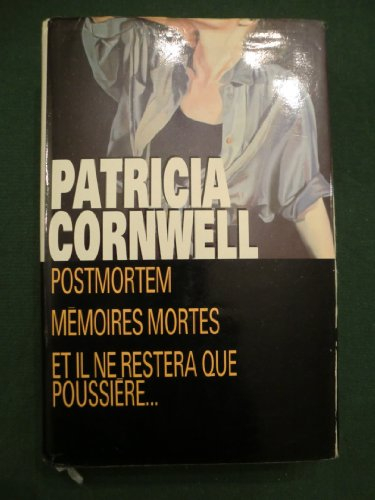 PATRICIA
CORNWELL
POSTMORTEM
MÉMOIRES MORTES
ET IL NE RESTERA QUE
POUSSIÈRE...